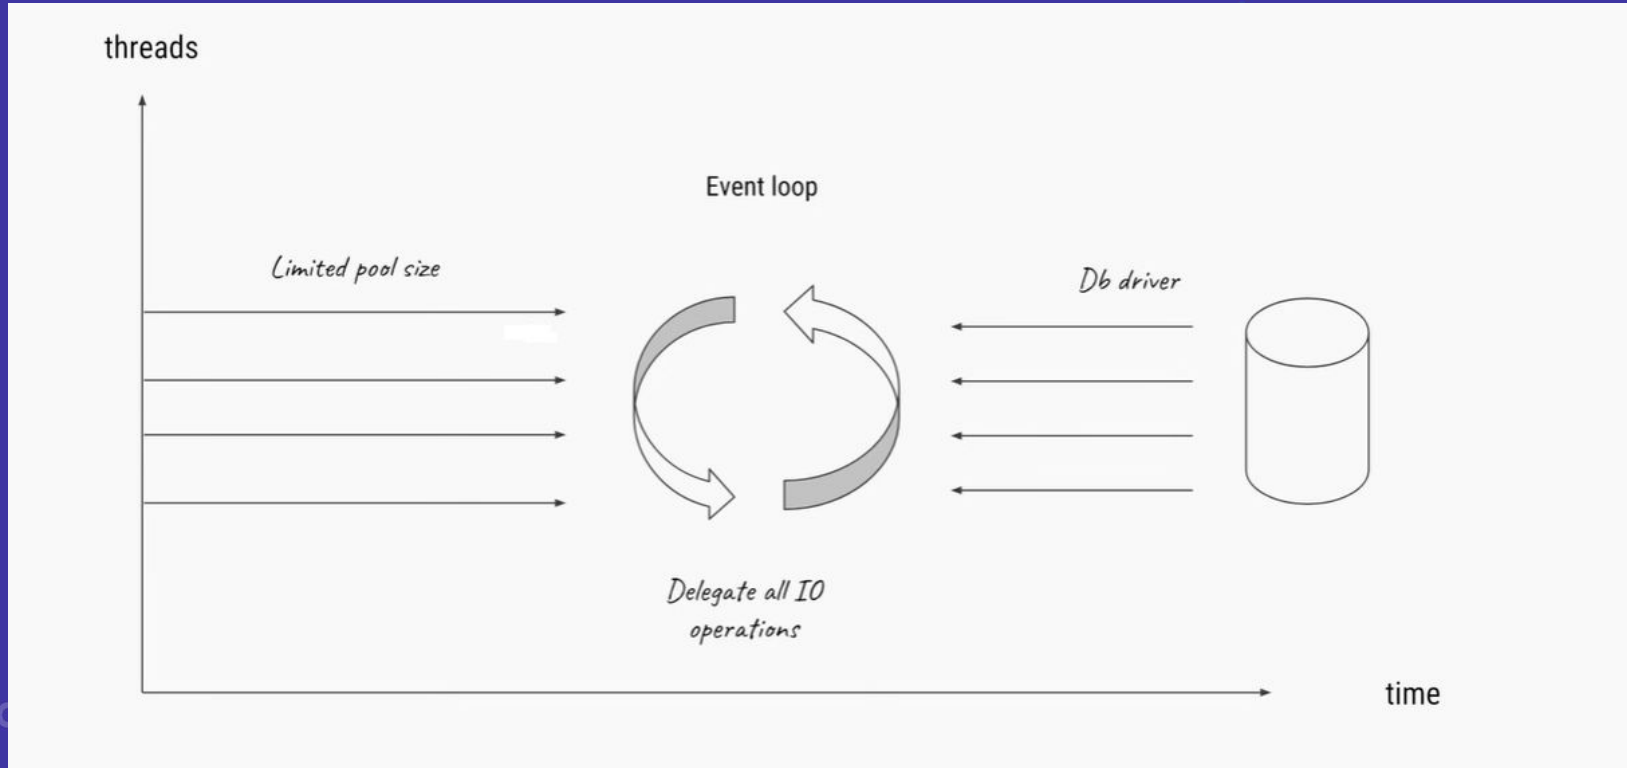 threads
Event loop
Limited pool size
Db driver
Delegate all IO
operations
time